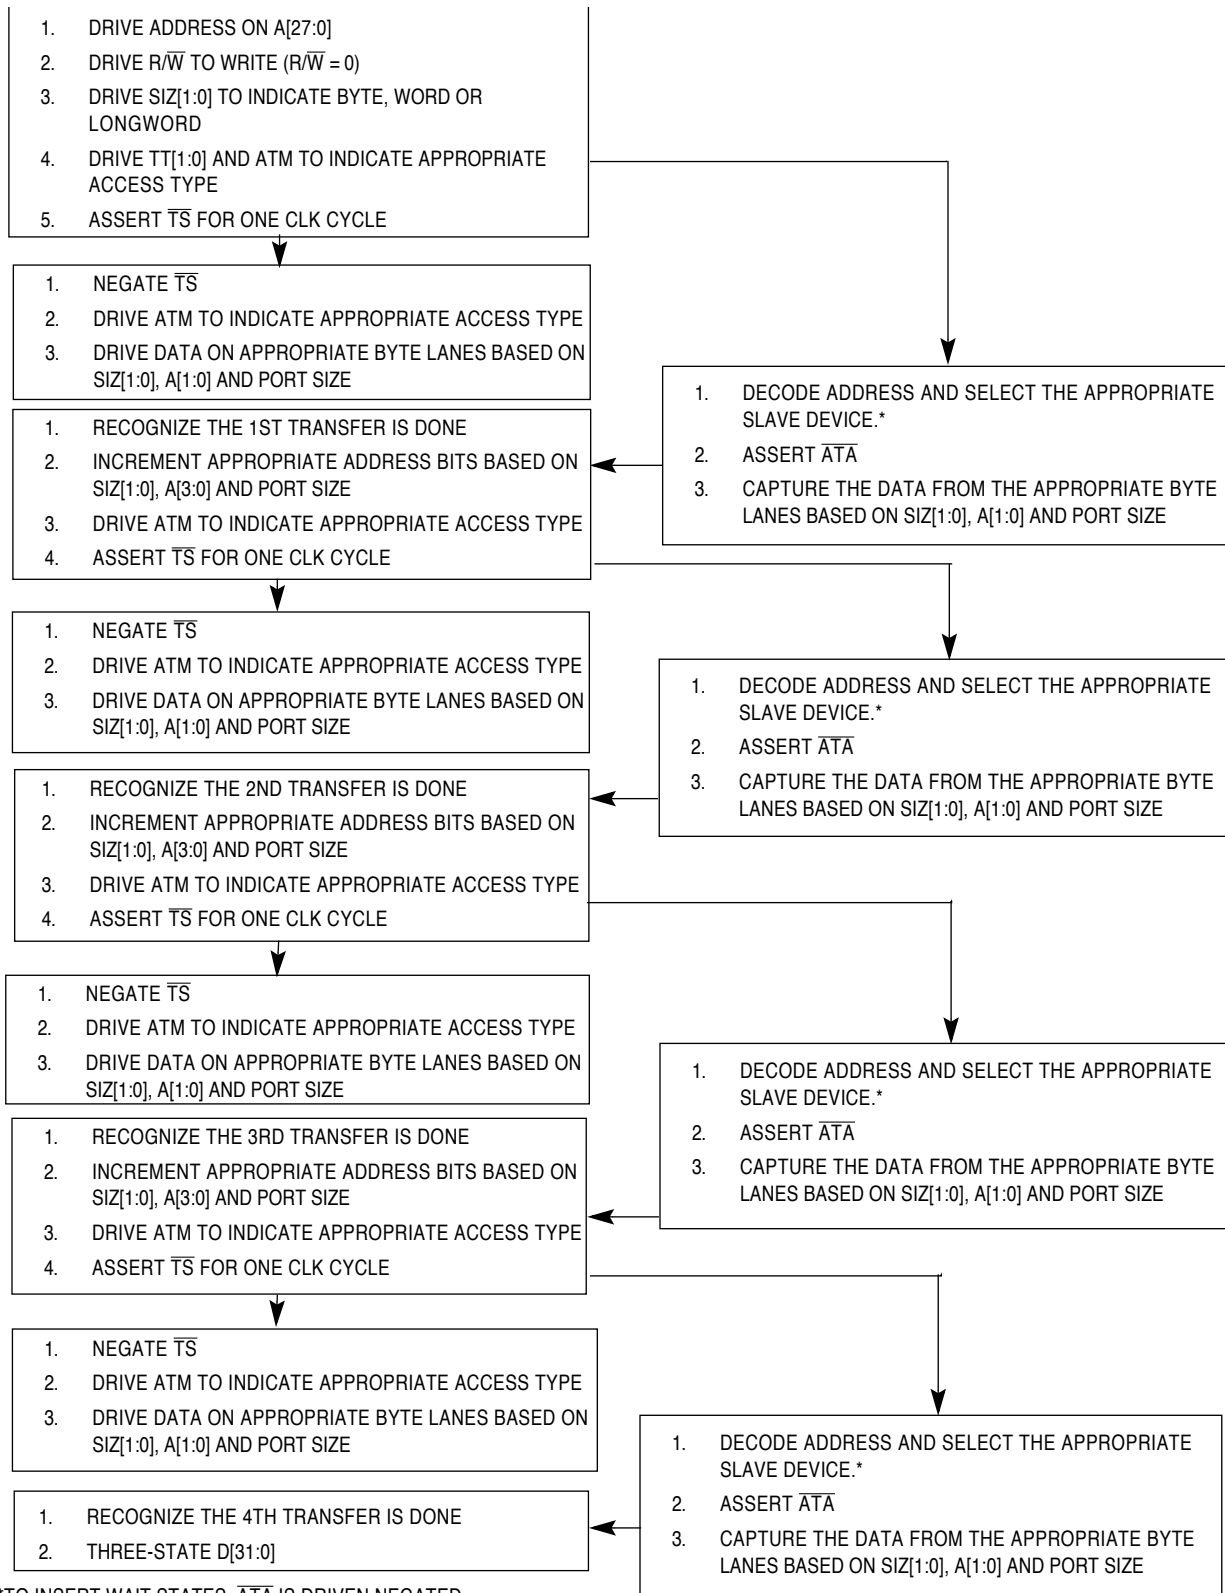 1. DRIVE ADDRESS ON A[27:0]
2. DRIVE R/W̅ TO WRITE (R/W̅ = 0)
3. DRIVE SIZ[1:0] TO INDICATE BYTE, WORD OR
LONGWORD
4. DRIVE TT[1:0] AND ATM TO INDICATE APPROPRIATE
ACCESS TYPE
5. ASSERT T̅S̅ FOR ONE CLK CYCLE
1. NEGATE T̅S̅
2. DRIVE ATM TO INDICATE APPROPRIATE ACCESS TYPE
3. DRIVE DATA ON APPROPRIATE BYTE LANES BASED ON
SIZ[1:0], A[1:0] AND PORT SIZE
1. DECODE ADDRESS AND SELECT THE APPROPRIATE
SLAVE DEVICE.*
2. ASSERT A̅T̅A̅
3. CAPTURE THE DATA FROM THE APPROPRIATE BYTE
LANES BASED ON SIZ[1:0], A[1:0] AND PORT SIZE
1. RECOGNIZE THE 1ST TRANSFER IS DONE
2. INCREMENT APPROPRIATE ADDRESS BITS BASED ON
SIZ[1:0], A[3:0] AND PORT SIZE
3. DRIVE ATM TO INDICATE APPROPRIATE ACCESS TYPE
4. ASSERT T̅S̅ FOR ONE CLK CYCLE
1. NEGATE T̅S̅
2. DRIVE ATM TO INDICATE APPROPRIATE ACCESS TYPE
3. DRIVE DATA ON APPROPRIATE BYTE LANES BASED ON
SIZ[1:0], A[1:0] AND PORT SIZE
1. DECODE ADDRESS AND SELECT THE APPROPRIATE
SLAVE DEVICE.*
2. ASSERT A̅T̅A̅
3. CAPTURE THE DATA FROM THE APPROPRIATE BYTE
LANES BASED ON SIZ[1:0], A[1:0] AND PORT SIZE
1. RECOGNIZE THE 2ND TRANSFER IS DONE
2. INCREMENT APPROPRIATE ADDRESS BITS BASED ON
SIZ[1:0], A[3:0] AND PORT SIZE
3. DRIVE ATM TO INDICATE APPROPRIATE ACCESS TYPE
4. ASSERT T̅S̅ FOR ONE CLK CYCLE
1. NEGATE T̅S̅
2. DRIVE ATM TO INDICATE APPROPRIATE ACCESS TYPE
3. DRIVE DATA ON APPROPRIATE BYTE LANES BASED ON
SIZ[1:0], A[1:0] AND PORT SIZE
1. DECODE ADDRESS AND SELECT THE APPROPRIATE
SLAVE DEVICE.*
2. ASSERT A̅T̅A̅
3. CAPTURE THE DATA FROM THE APPROPRIATE BYTE
LANES BASED ON SIZ[1:0], A[1:0] AND PORT SIZE
1. RECOGNIZE THE 3RD TRANSFER IS DONE
2. INCREMENT APPROPRIATE ADDRESS BITS BASED ON
SIZ[1:0], A[3:0] AND PORT SIZE
3. DRIVE ATM TO INDICATE APPROPRIATE ACCESS TYPE
4. ASSERT T̅S̅ FOR ONE CLK CYCLE
1. NEGATE T̅S̅
2. DRIVE ATM TO INDICATE APPROPRIATE ACCESS TYPE
3. DRIVE DATA ON APPROPRIATE BYTE LANES BASED ON
SIZ[1:0], A[1:0] AND PORT SIZE
1. DECODE ADDRESS AND SELECT THE APPROPRIATE
SLAVE DEVICE.*
2. ASSERT A̅T̅A̅
3. CAPTURE THE DATA FROM THE APPROPRIATE BYTE
LANES BASED ON SIZ[1:0], A[1:0] AND PORT SIZE
1. RECOGNIZE THE 4TH TRANSFER IS DONE
2. THREE-STATE D[31:0]
*TO INSERT WAIT STATES, A̅T̅A̅ IS DRIVEN NEGATED